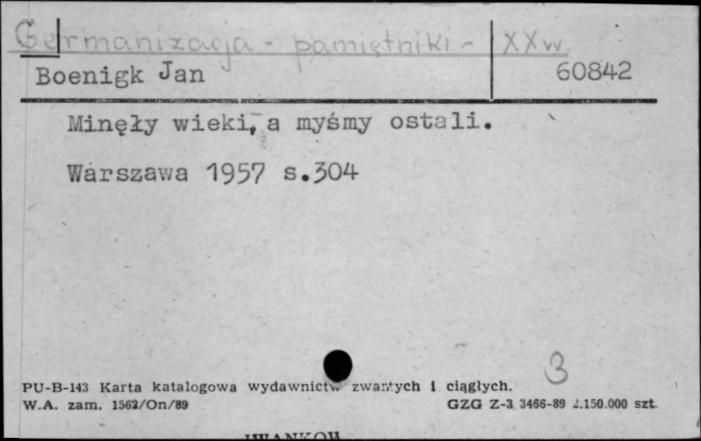 Germanizacja - pamiętniki - XXw.
Boenigk Jan 60842
Minęły wieki, a myśmy ostali.
Warszawa 1957 s.304
3
PU-B-143 Karta katalogowa wydawnictw zwartych i ciągłych.
W.A. zam. 1562/On/89 GZG Z-3 3466-89 2.150.000 szt.